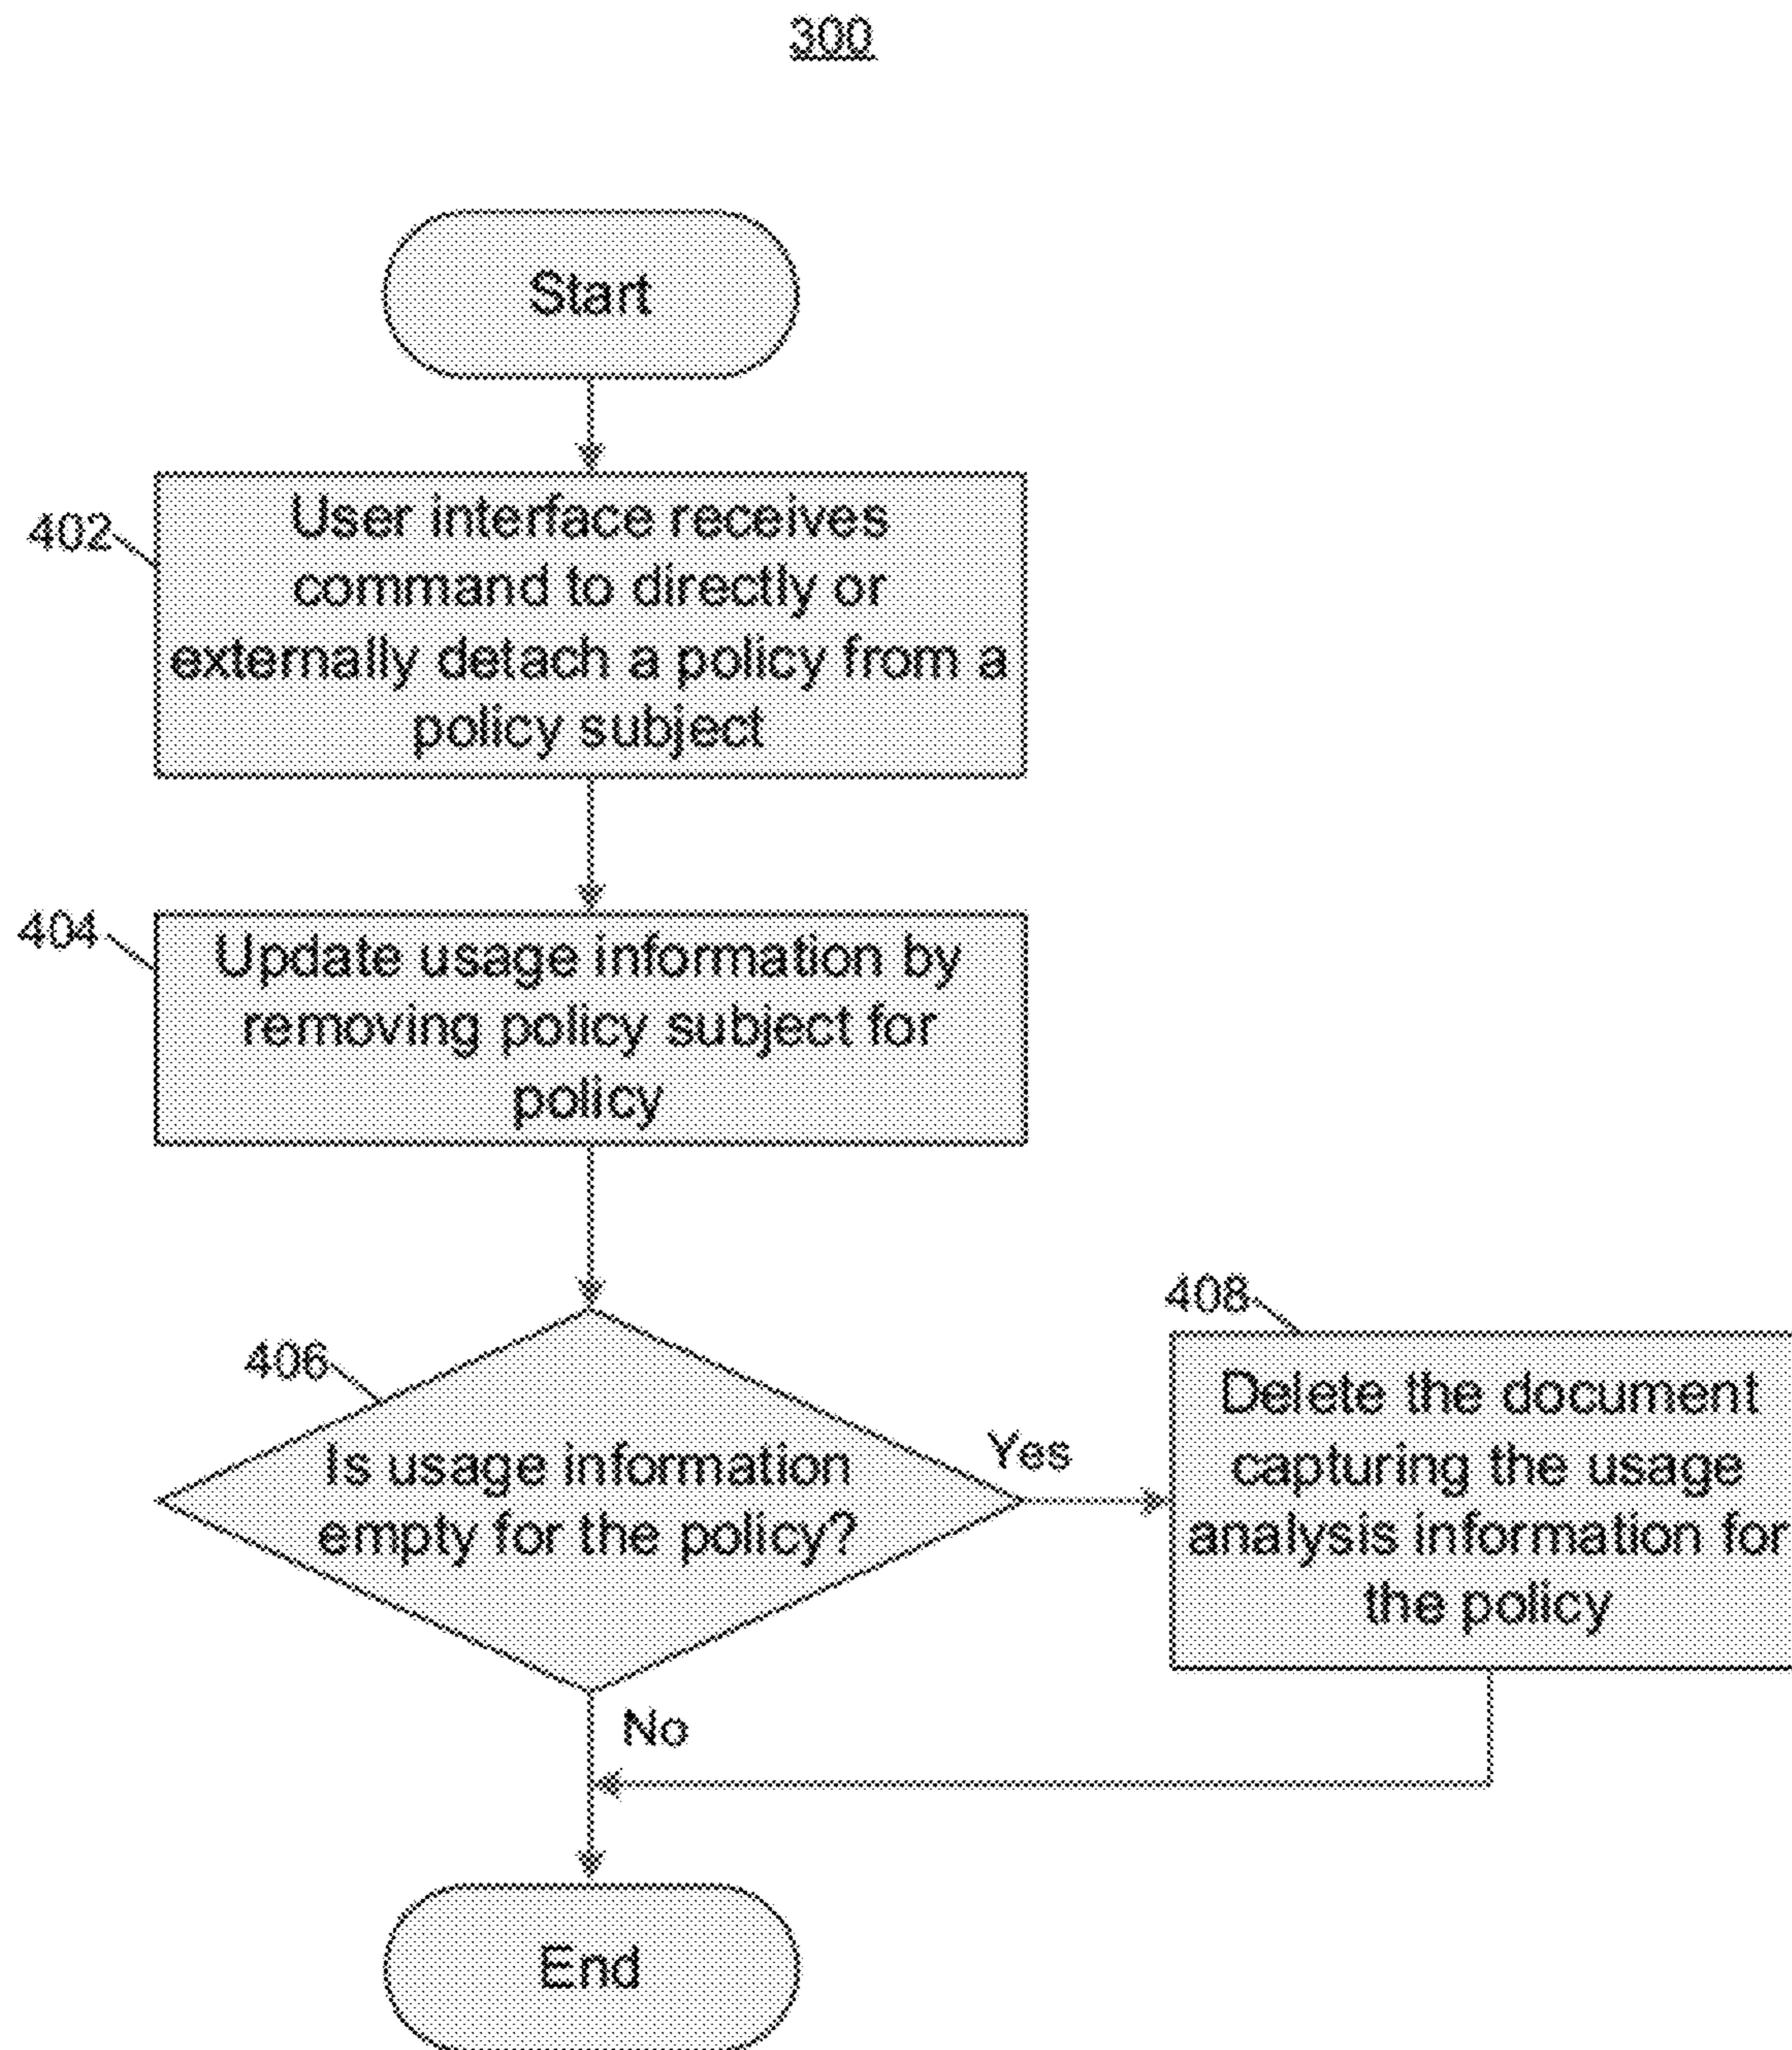 300
Start
402
User interface receives
command to directly or
externally detach a policy from a
policy subject
404
Update usage information by
removing policy subject for
policy
406
Is usage information
empty for the policy?
Yes
408
Delete the document
capturing the usage
analysis information for
the policy
No
End